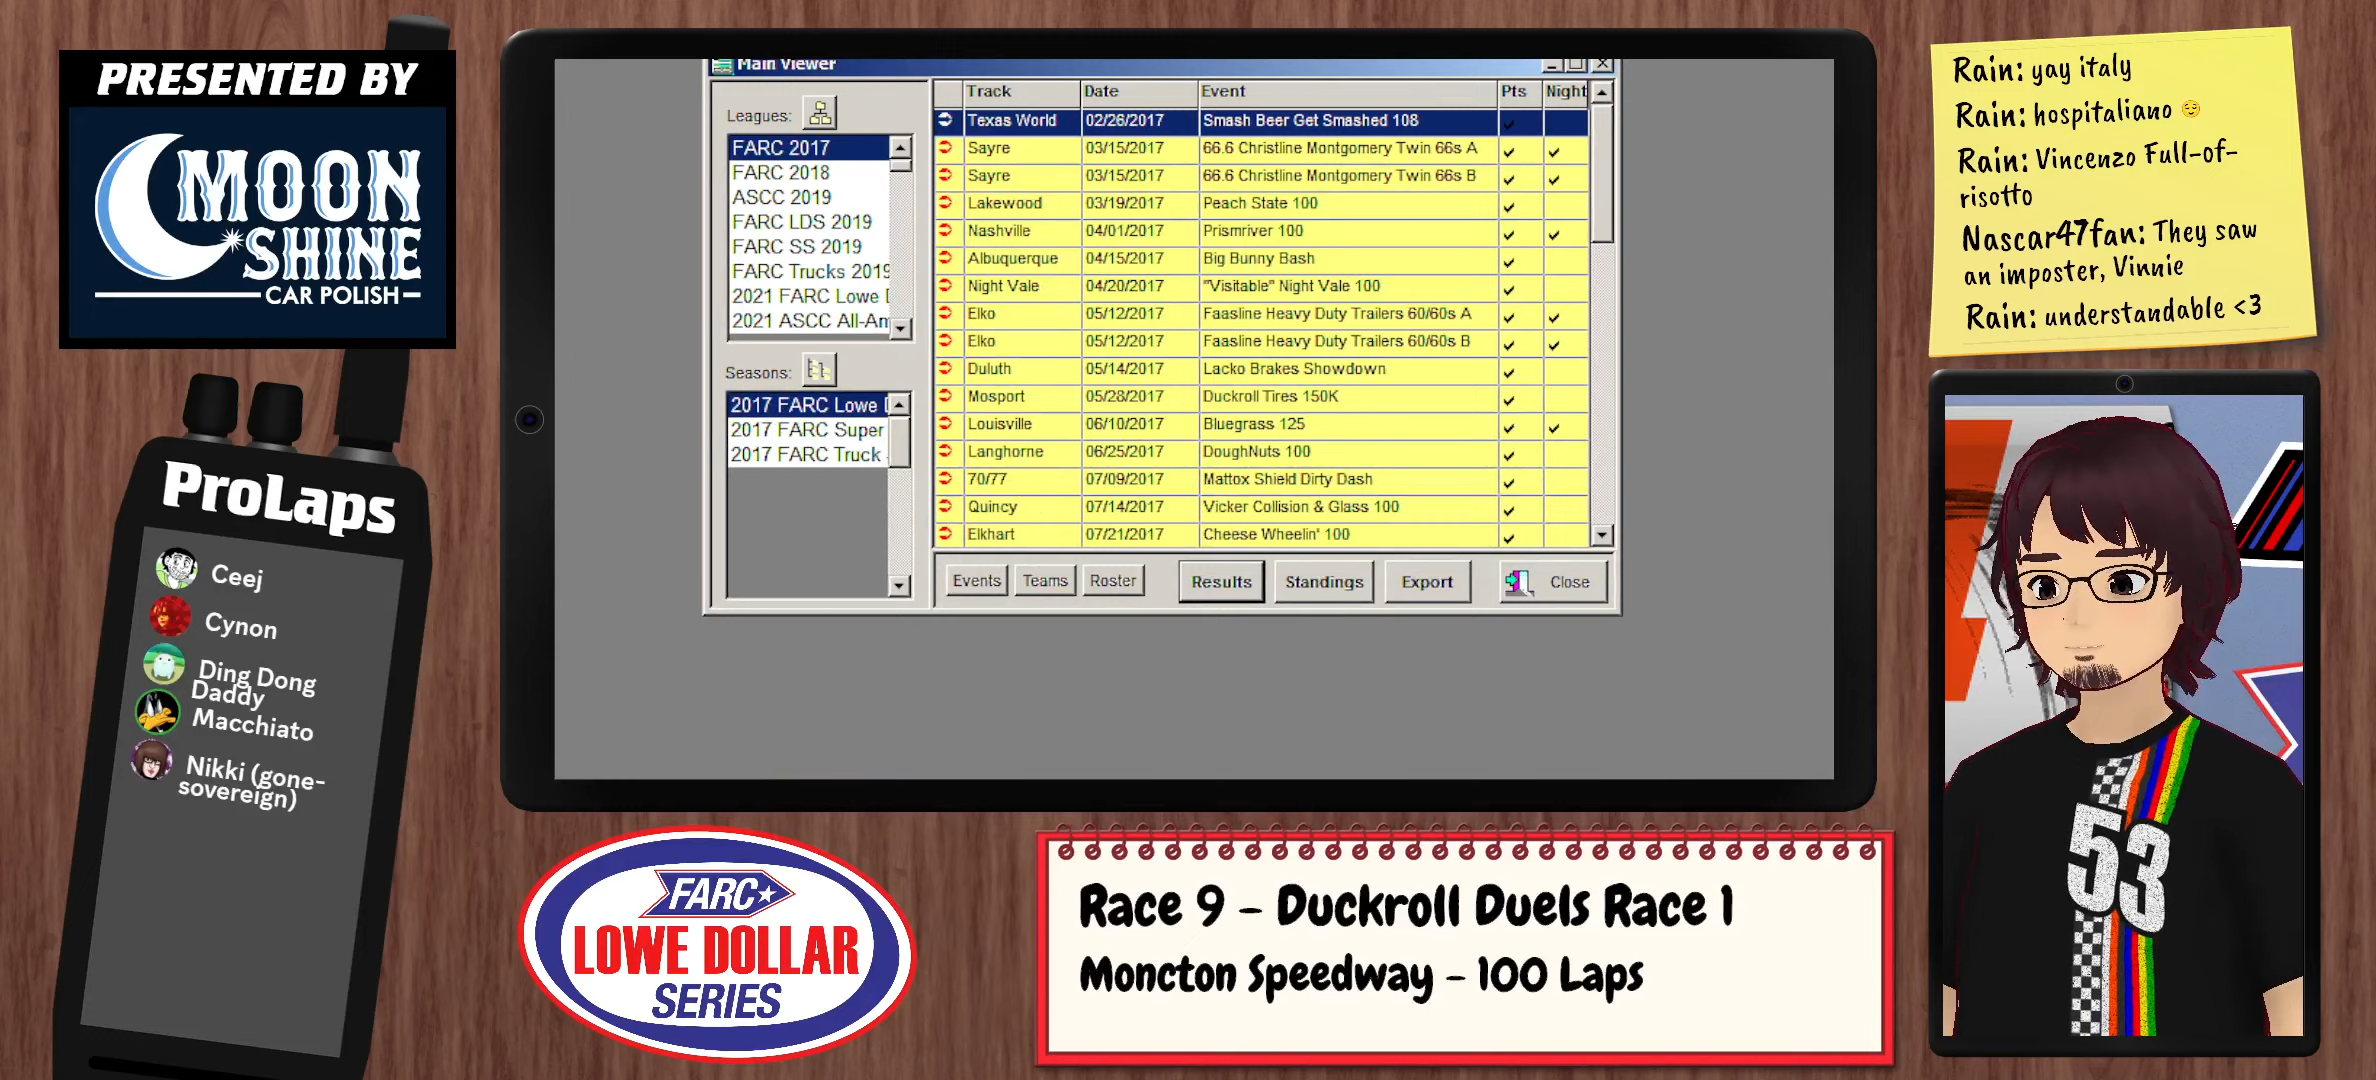 PRESENTED BY
MOON
SHINE
CAR POLISH
ProLaps
Ceej
Cynon
Ding Dong
Daddy
Macchiato
Nikki (gone-
sovereign)
Main Viewer
Leagues:
FARC 2017
FARC 2018
ASCC 2019
FARC LDS 2019
FARC SS 2019
FARC Trucks 2019
2021 FARC Lowe D
2021 ASCC All-Am
Seasons:
2017 FARC Lowe D
2017 FARC Super
2017 FARC Truck
Track Date Event Pts Night
Texas World 02/26/2017 Smash Beer Get Smashed 108
Sayre 03/15/2017 66.6 Christline Montgomery Twin 66s A
Sayre 03/15/2017 66.6 Christline Montgomery Twin 66s B
Lakewood 03/19/2017 Peach State 100
Nashville 04/01/2017 Prismriver 100
Albuquerque 04/15/2017 Big Bunny Bash
Night Vale 04/20/2017 "Visitable" Night Vale 100
Elko 05/12/2017 Faasline Heavy Duty Trailers 60/60s A
Elko 05/12/2017 Faasline Heavy Duty Trailers 60/60s B
Duluth 05/14/2017 Lacko Brakes Showdown
Mosport 05/28/2017 Duckroll Tires 150K
Louisville 06/10/2017 Bluegrass 125
Langhorne 06/25/2017 DoughNuts 100
70/77 07/09/2017 Mattox Shield Dirty Dash
Quincy 07/14/2017 Vicker Collision & Glass 100
Elkhart 07/21/2017 Cheese Wheelin' 100
Events Teams Roster Results Standings Export Close
Rain: yay italy
Rain: hospitaliano 😌
Rain: Vincenzo Full-of-
risotto
Nascar47fan: They saw
an imposter, Vinnie
Rain: understandable <3
53
FARC
LOWE DOLLAR
SERIES
Race 9 - Duckroll Duels Race 1
Moncton Speedway - 100 Laps